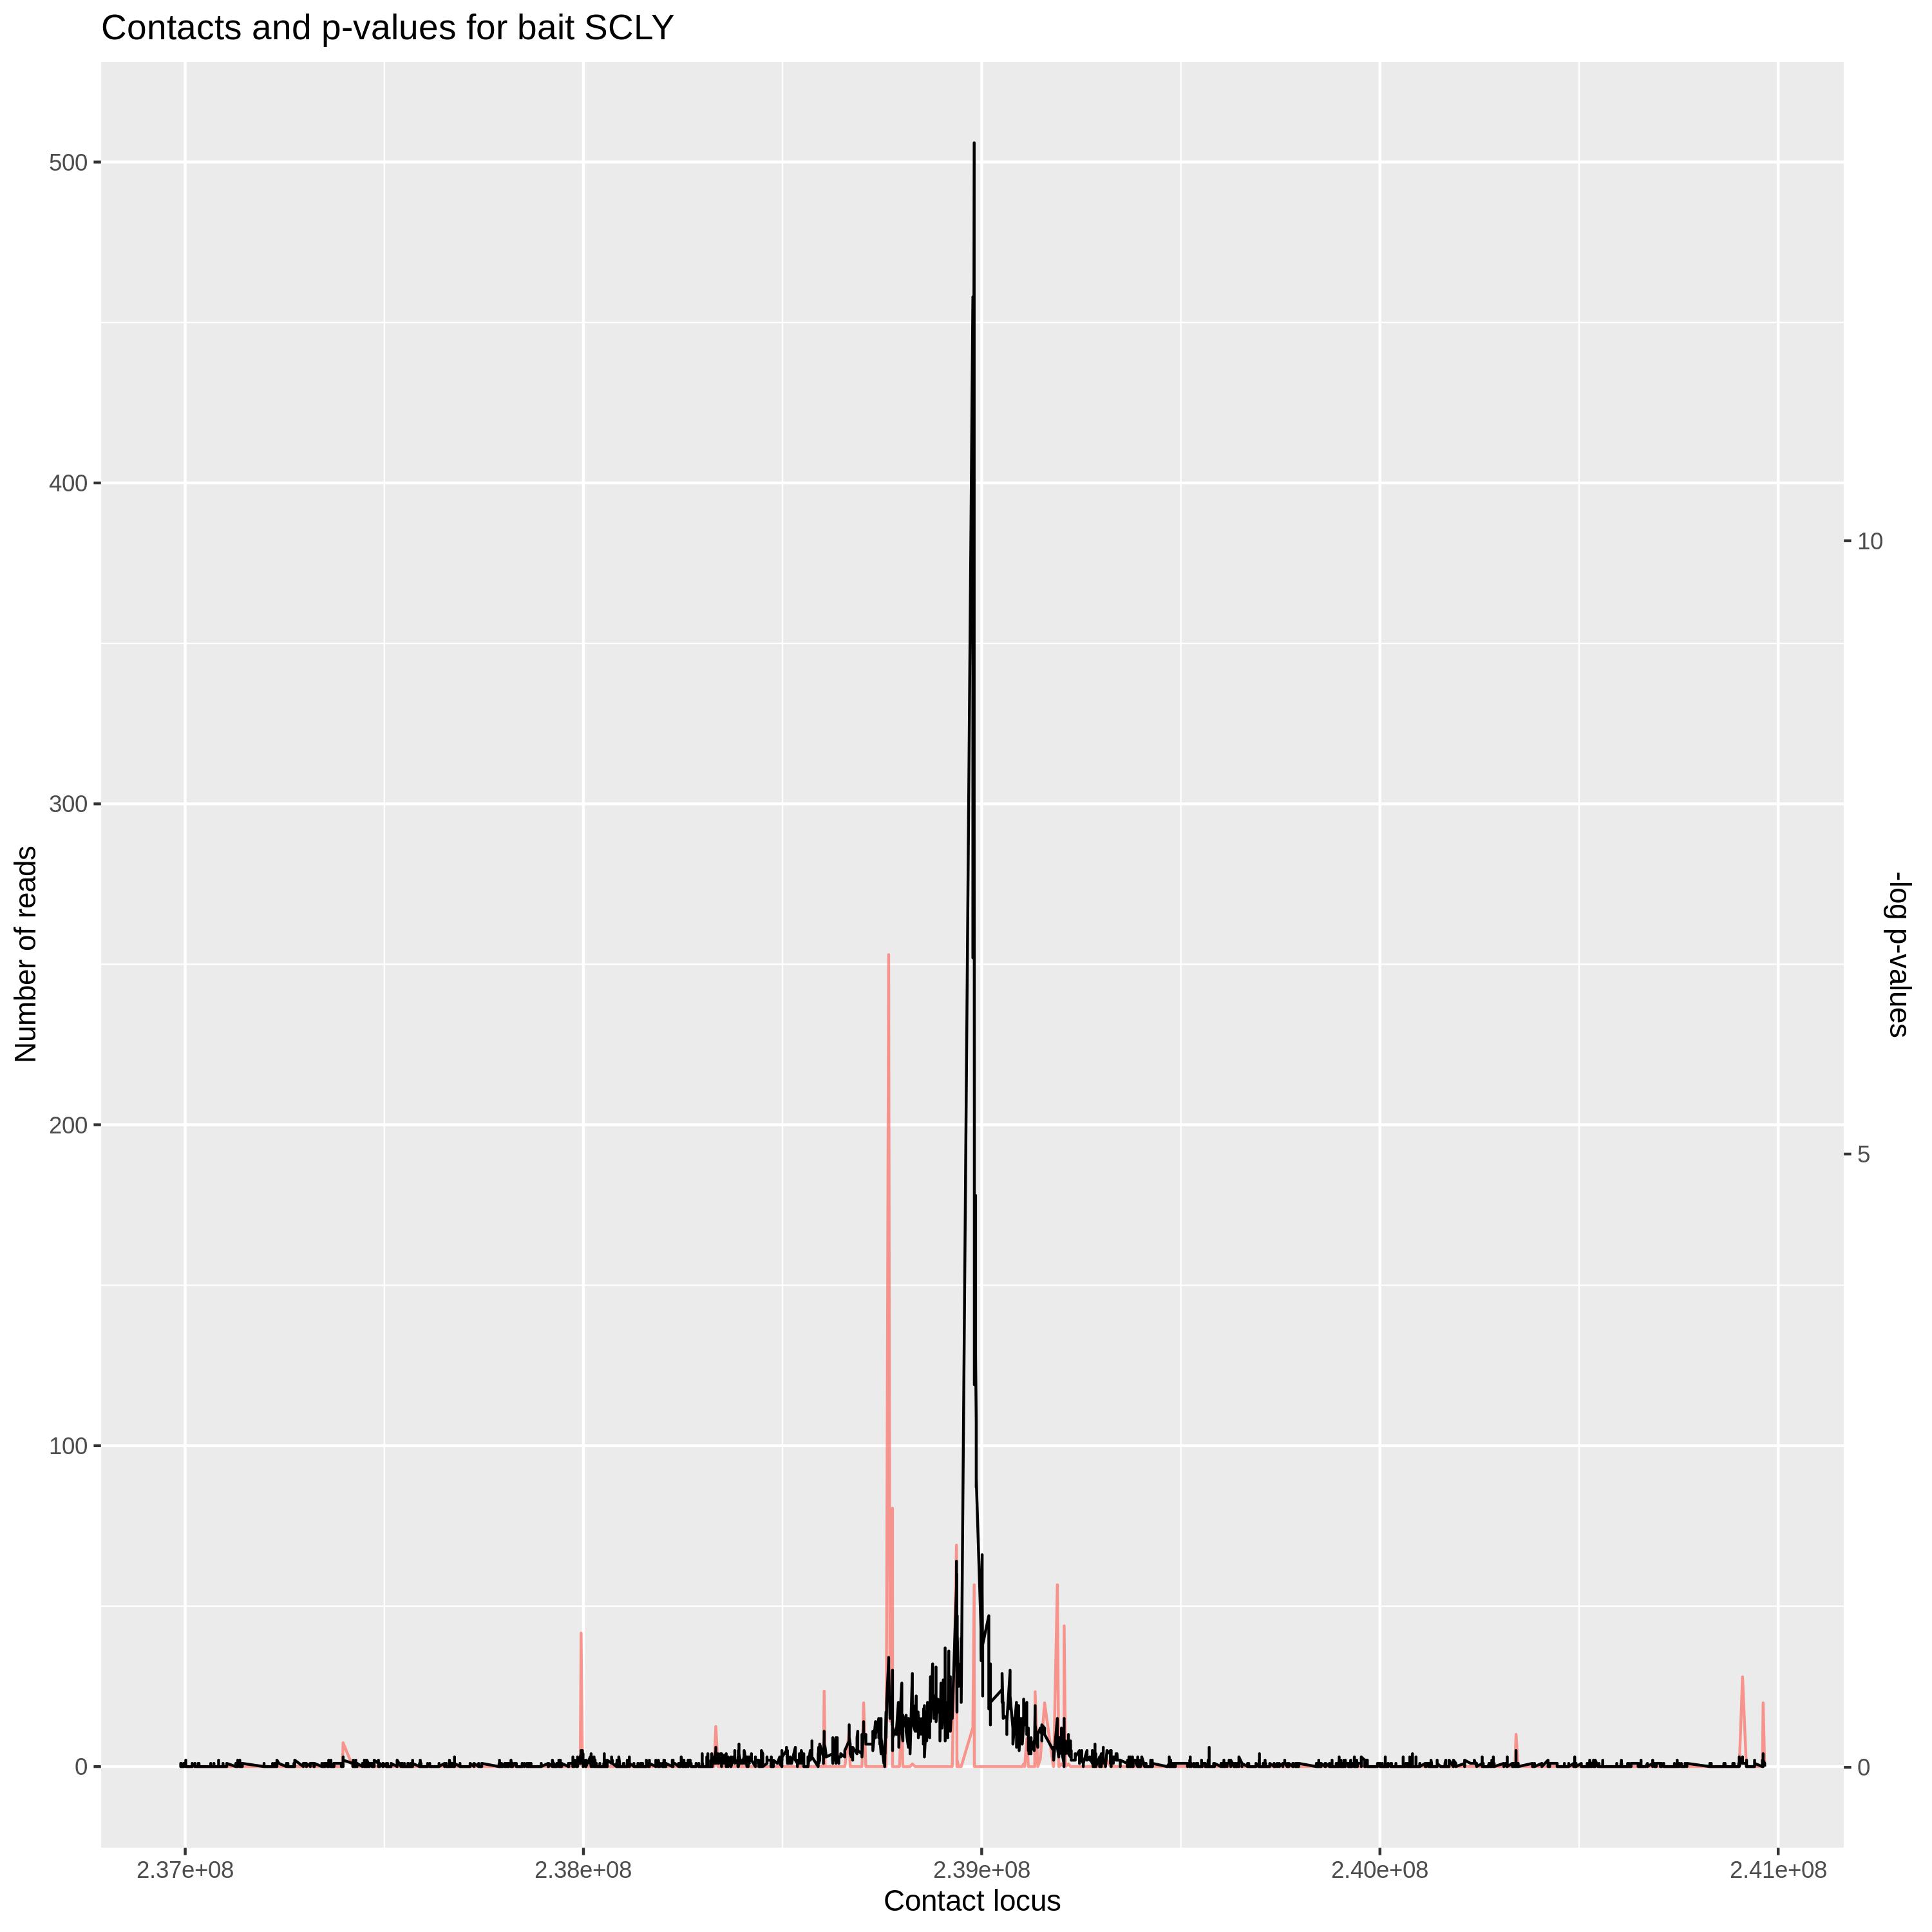 Contacts and p-values for bait SCLY
500
400
300
200
100
0
Number of reads
10
5
0
-log p-values
2.37e+08
2.38e+08
2.39e+08
2.40e+08
2.41e+08
Contact locus